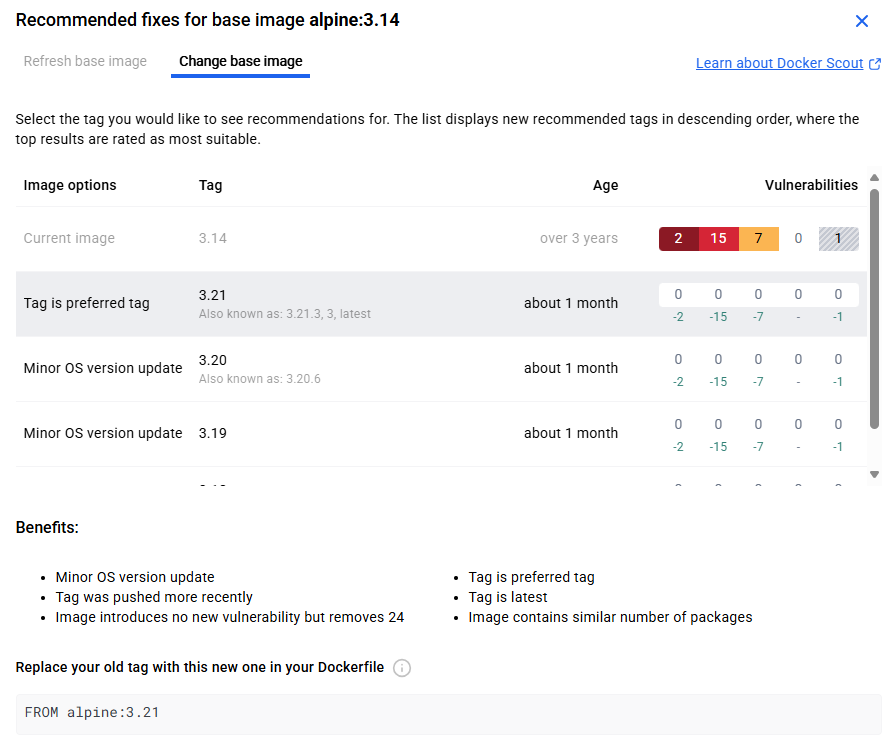 Recommended fixes for base image alpine:3.14
Refresh base image
Change base image
Learn about Docker Scout
Select the tag you would like to see recommendations for. The list displays new recommended tags in descending order, where the
top results are rated as most suitable.
Image options Tag Age Vulnerabilities
Current image 3.14 over 3 years 2 15 7 0 1
Tag is preferred tag 3.21 about 1 month 0 0 0 0 0
Also known as: 3.21.3, 3, latest -2 -15 -7 - -1
Minor OS version update 3.20 about 1 month 0 0 0 0 0
Also known as: 3.20.6 -2 -15 -7 - -1
Minor OS version update 3.19 about 1 month 0 0 0 0 0
-2 -15 -7 - -1
Benefits:
• Minor OS version update
• Tag was pushed more recently
• Image introduces no new vulnerability but removes 24
• Tag is preferred tag
• Tag is latest
• Image contains similar number of packages
Replace your old tag with this new one in your Dockerfile
FROM alpine:3.21